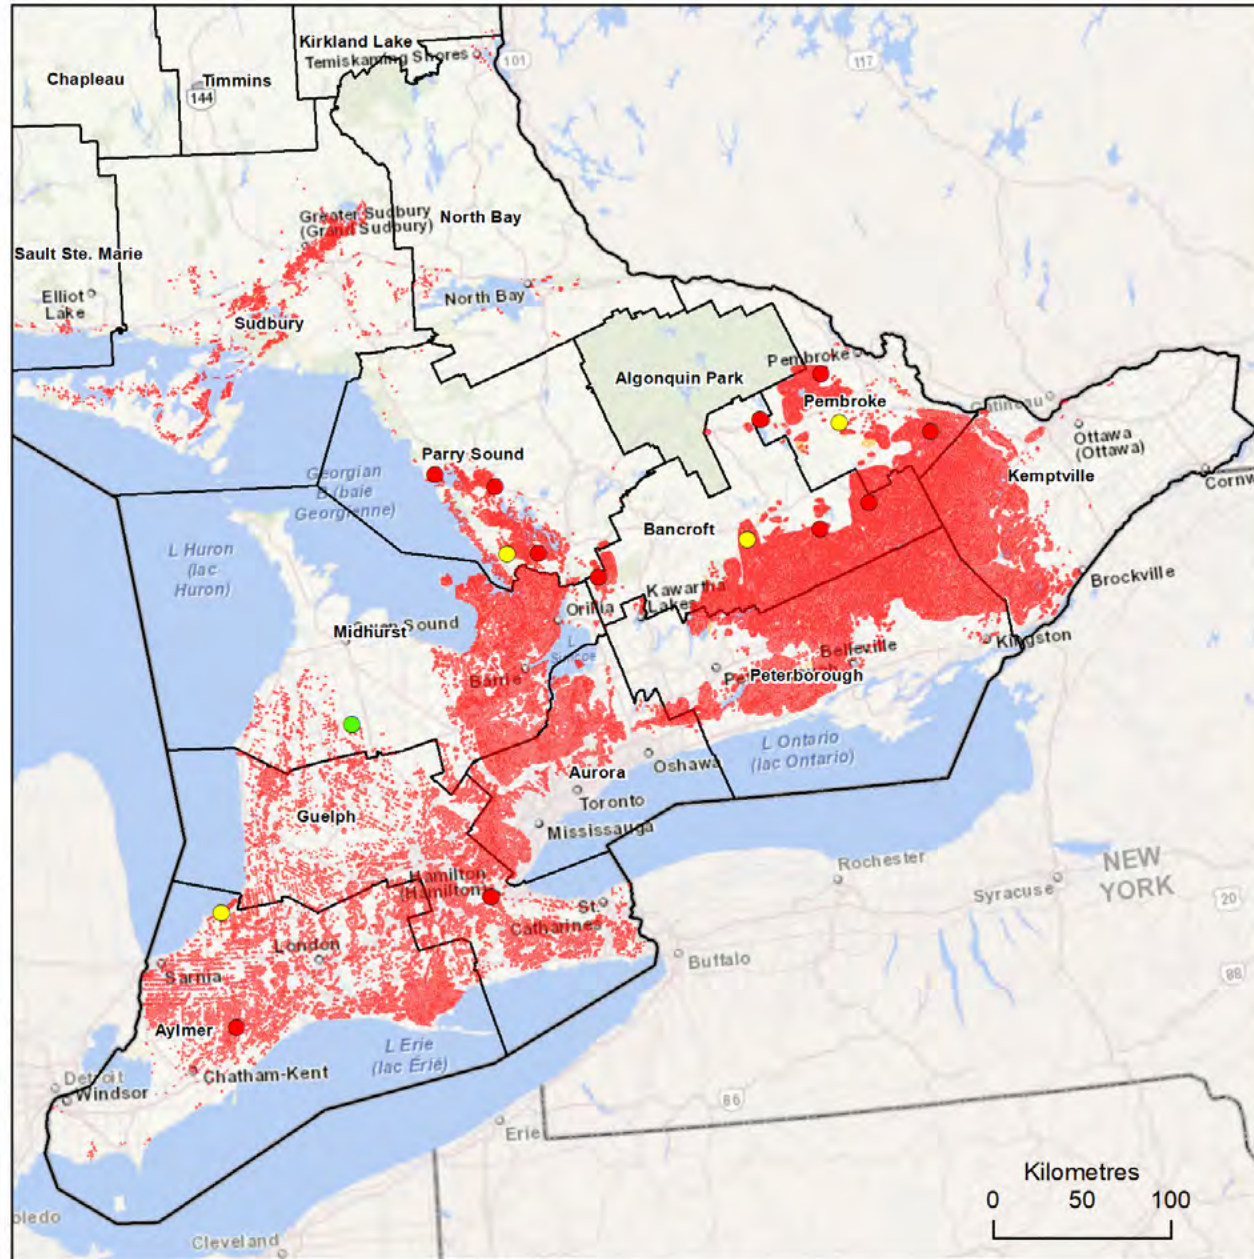 Kirkland Lake
Temiskaming Shores
101
117
Chapleau
Timmins
144
Greater Sudbury
(Grand Sudbury)
North Bay
Sault Ste. Marie
Elliot
Lake
North Bay
Sudbury
Pembroke
Algonquin Park
Pembroke
Gatineau
Ottawa
(Ottawa)
Parry Sound
Georgian
B (baie
Georgienne)
Kemptville
Cornw
Bancroft
L Huron
(lac
Huron)
Brockville
Kawartha
Lakes
Orillia
Midhurst
Sound
L
Simcoe
Kingston
Belleville
Barrie
Peterborough
L Ontario
(lac Ontario)
Oshawa
Aurora
Toronto
Guelph
Mississauga
Rochester
NEW
YORK
Hamilton
(Hamilton)
Syracuse
20
St.
Catharines
London
Buffalo
Sarnia
88
Aylmer
L Erie
(lac Érié)
Chatham-Kent
Detroit
Windsor
86
Erie
Kilometres
0 50 100
oledo
Cleveland